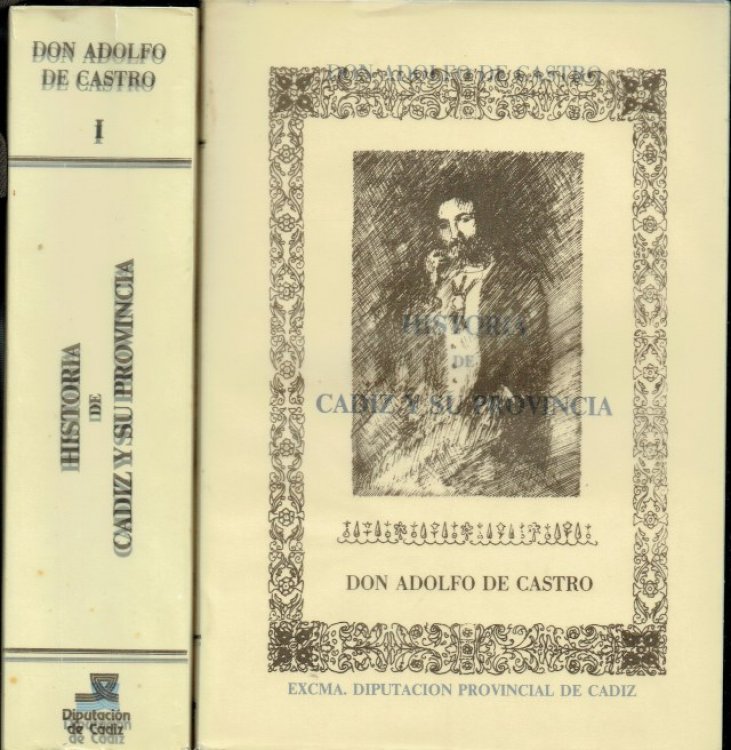 DON ADOLFO
DE CASTRO
I
HISTORIA
DE
CADIZ Y SU PROVINCIA
Diputación
de Cádiz
DON ADOLFO DE CASTRO
HISTORIA
DE
CADIZ Y SU PROVINCIA
DON ADOLFO DE CASTRO
EXCMA. DIPUTACION PROVINCIAL DE CADIZ